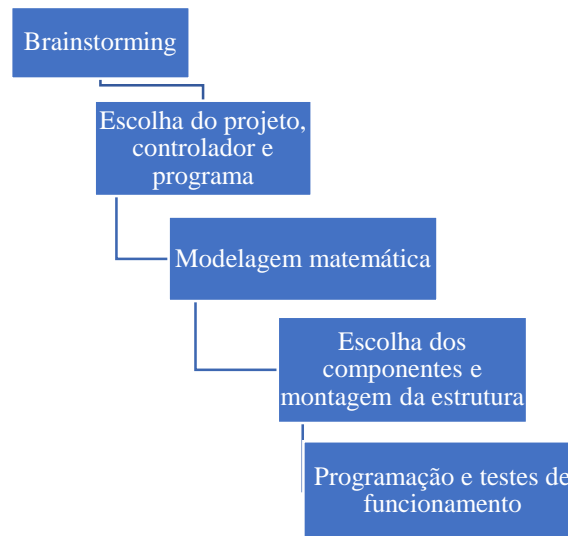 Brainstorming
Escolha do projeto,
controlador e
programa
Modelagem matemática
Escolha dos
componentes e
montagem da estrutura
Programação e testes de
funcionamento